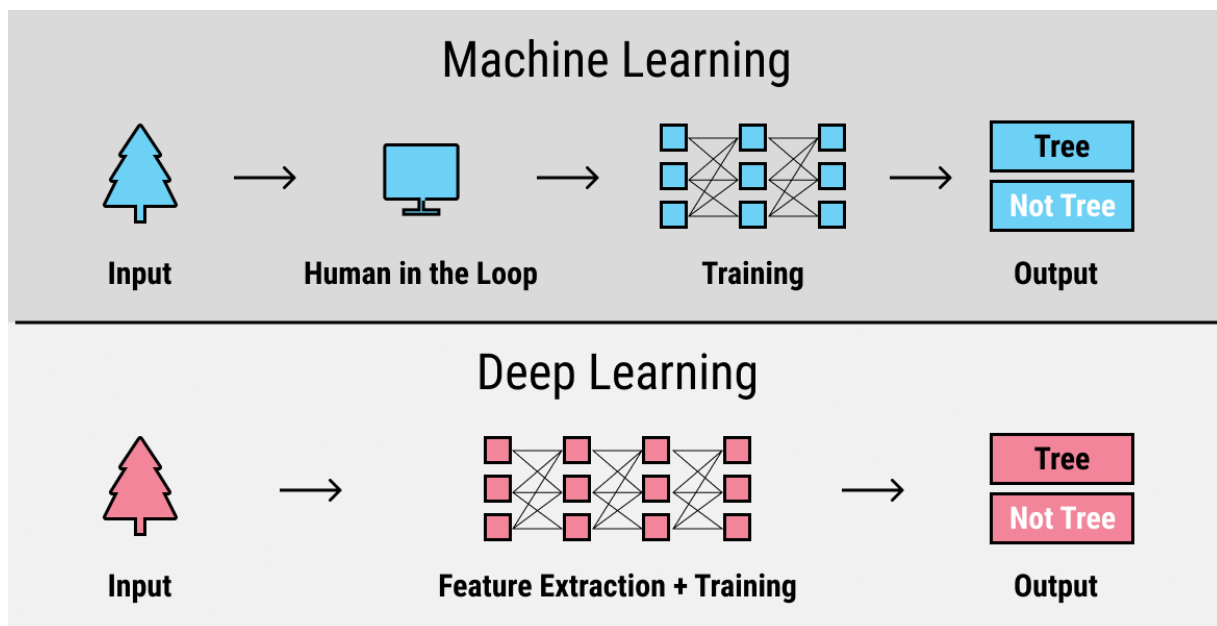 Machine Learning
Tree
Not Tree
Input
Human in the Loop
Training
Output
Deep Learning
Tree
Not Tree
Input
Feature Extraction + Training
Output